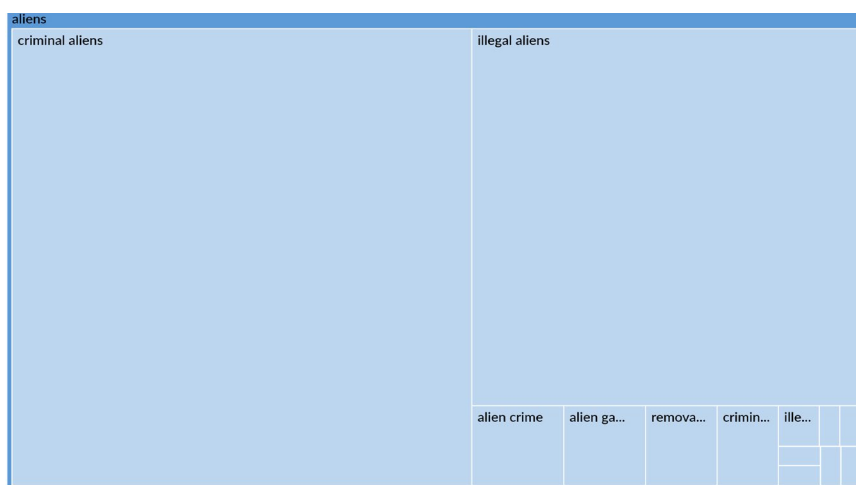 aliens
criminal aliens
illegal aliens
alien crime
alien ga...
remova...
crimin...
ille...